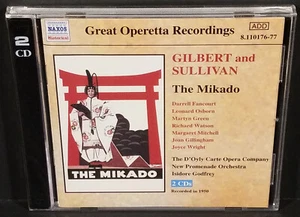 2
CD
NAXOS
Historical
Great Operetta Recordings
ADD
8.110176-77
GILBERT and
SULLIVAN
The Mikado
Darrell Fancourt
Leonard Osborn
Martyn Green
Richard Watson
Margaret Mitchell
Joan Gillingham
Joyce Wright
The D'Oyly Carte Opera Company
New Promenade Orchestra
Isidore Godfrey
2 CDs
Recorded in 1950
THE MIKADO